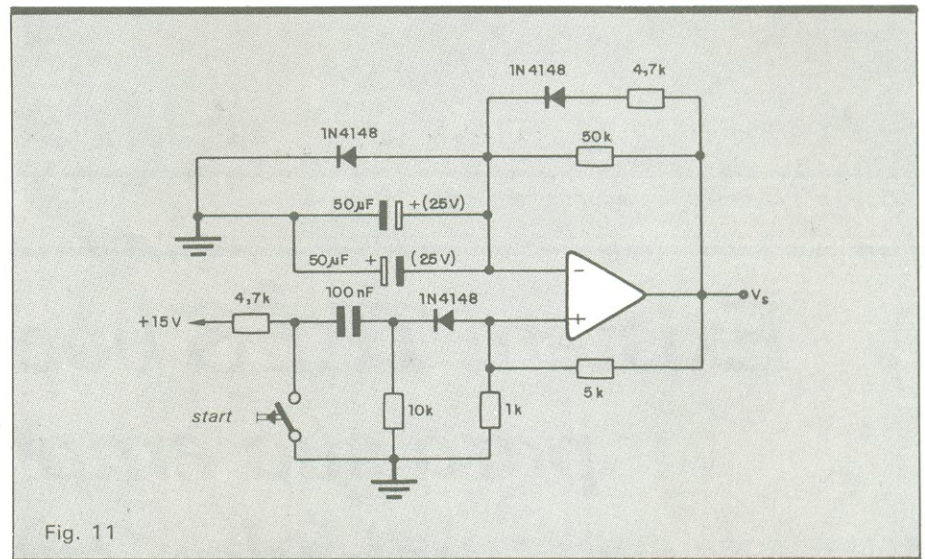 1N4148
4,7k
1N4148
50k
50µF
+(25V)
50µF
+
(25V)
4,7k
100nF
1N4148
-
+15V
+
Vs
5k
start
10k
1k
Fig. 11